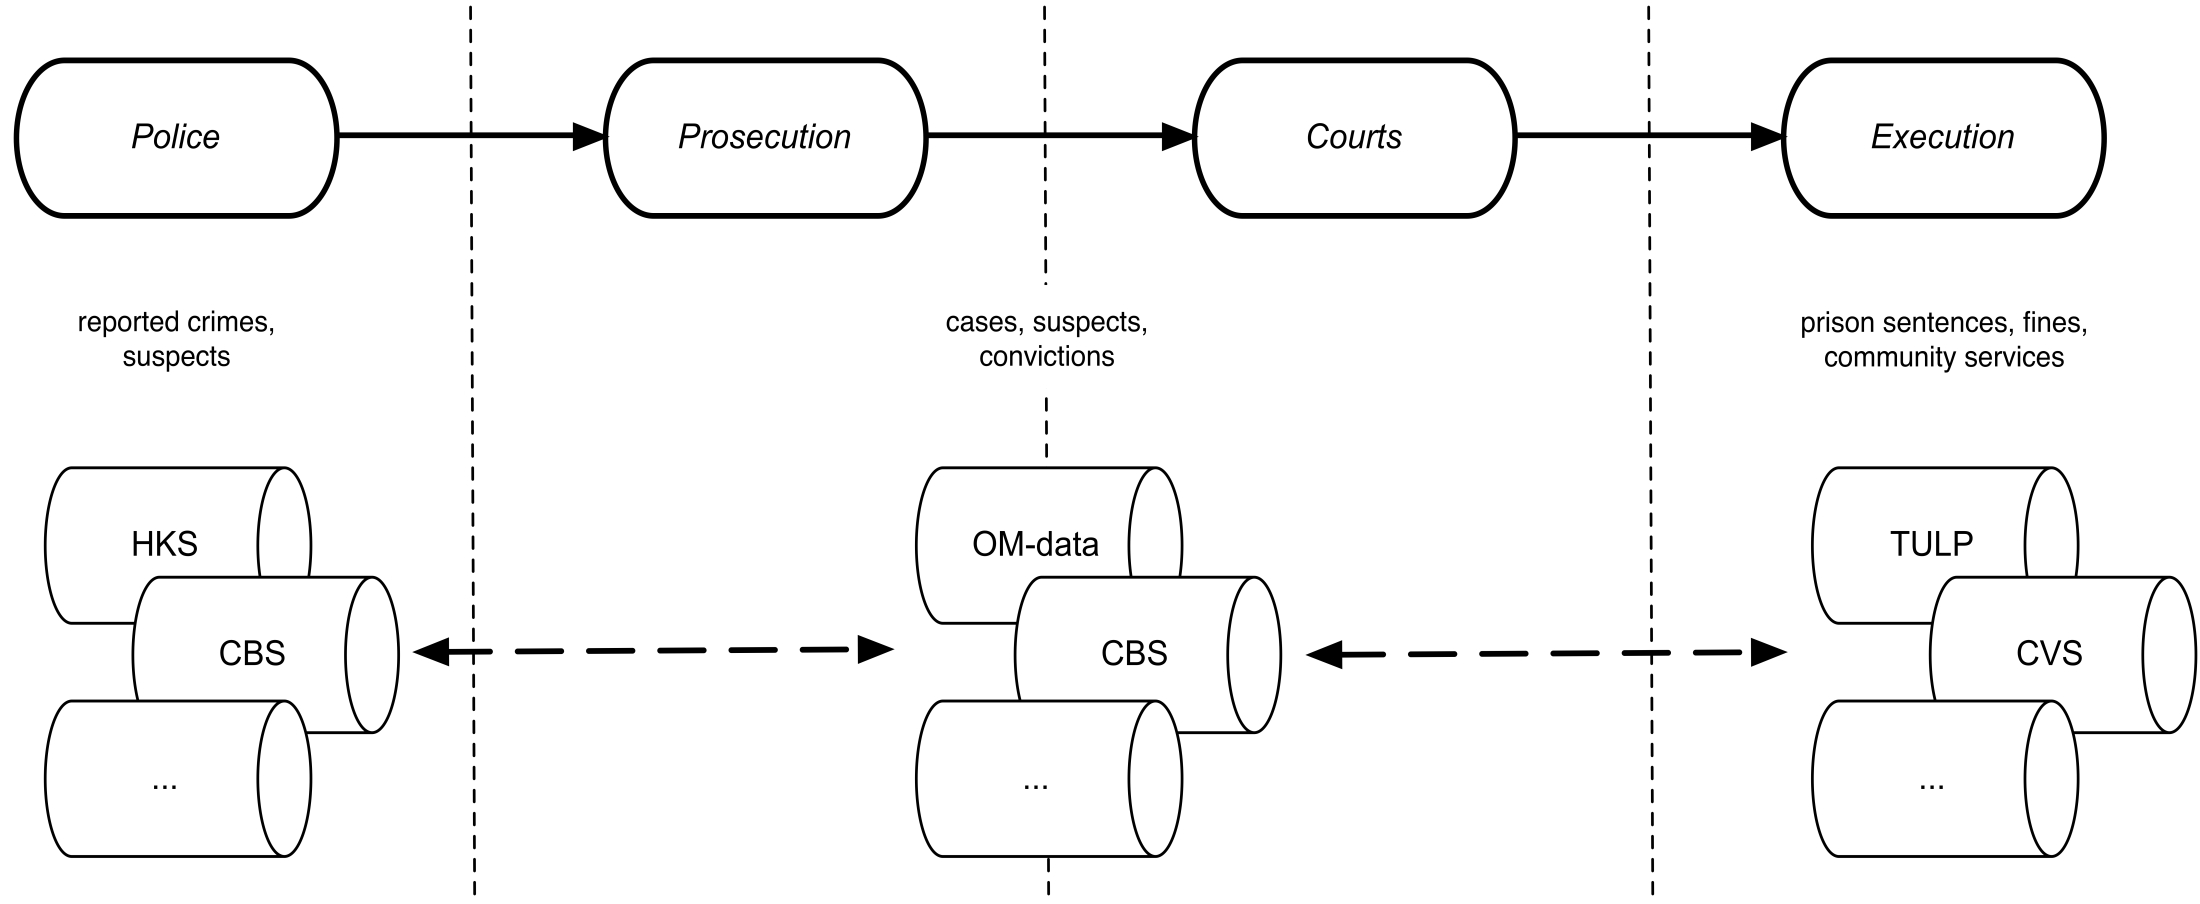 Police
Prosecution
Courts
Execution
reported crimes,
suspects
cases, suspects,
convictions
prison sentences, fines,
community services
HKS
OM-data
TULP
CBS
CBS
CVS
...
...
...